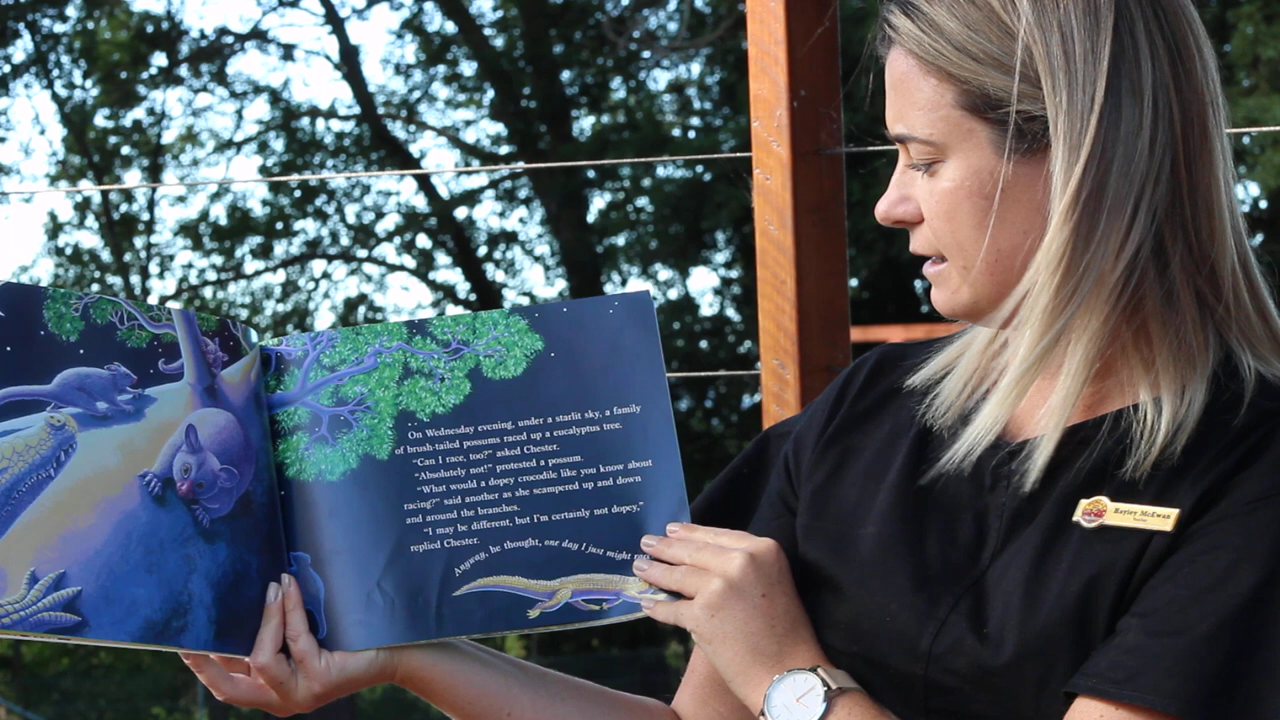 On Wednesday evening, under a starlit sky, a family
of brush-tailed possums raced up a eucalyptus tree.
"Can I race, too?" asked Chester.
"Absolutely not!" protested a possum.
"What would a dopey crocodile like you know about
racing?" said another as she scampered up and down
and around the branches.
"I may be different, but I'm certainly not dopey,"
replied Chester.
Anyway, he thought, one day I just might
Hayley McEwan